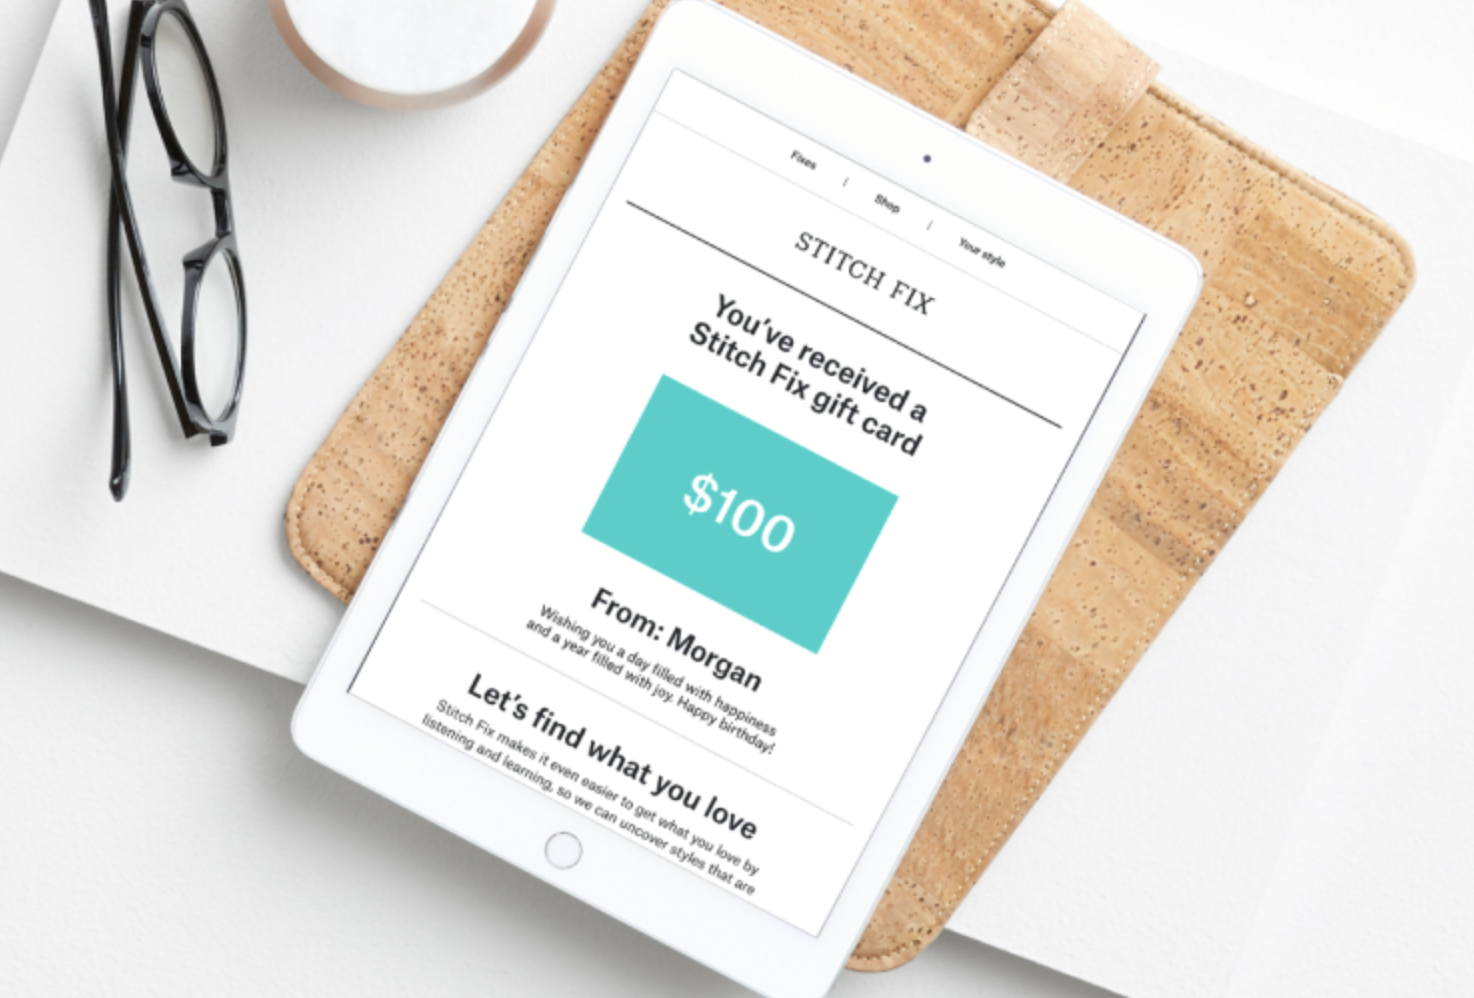 Fixes | Shop | Your style
STITCH FIX
You've received a
Stitch Fix gift card
$100
From: Morgan
Wishing you a day filled with happiness
and a year filled with joy. Happy birthday!
Let's find what you love
Stitch Fix makes it even easier to get what you love by
listening and learning, so we can uncover styles that are